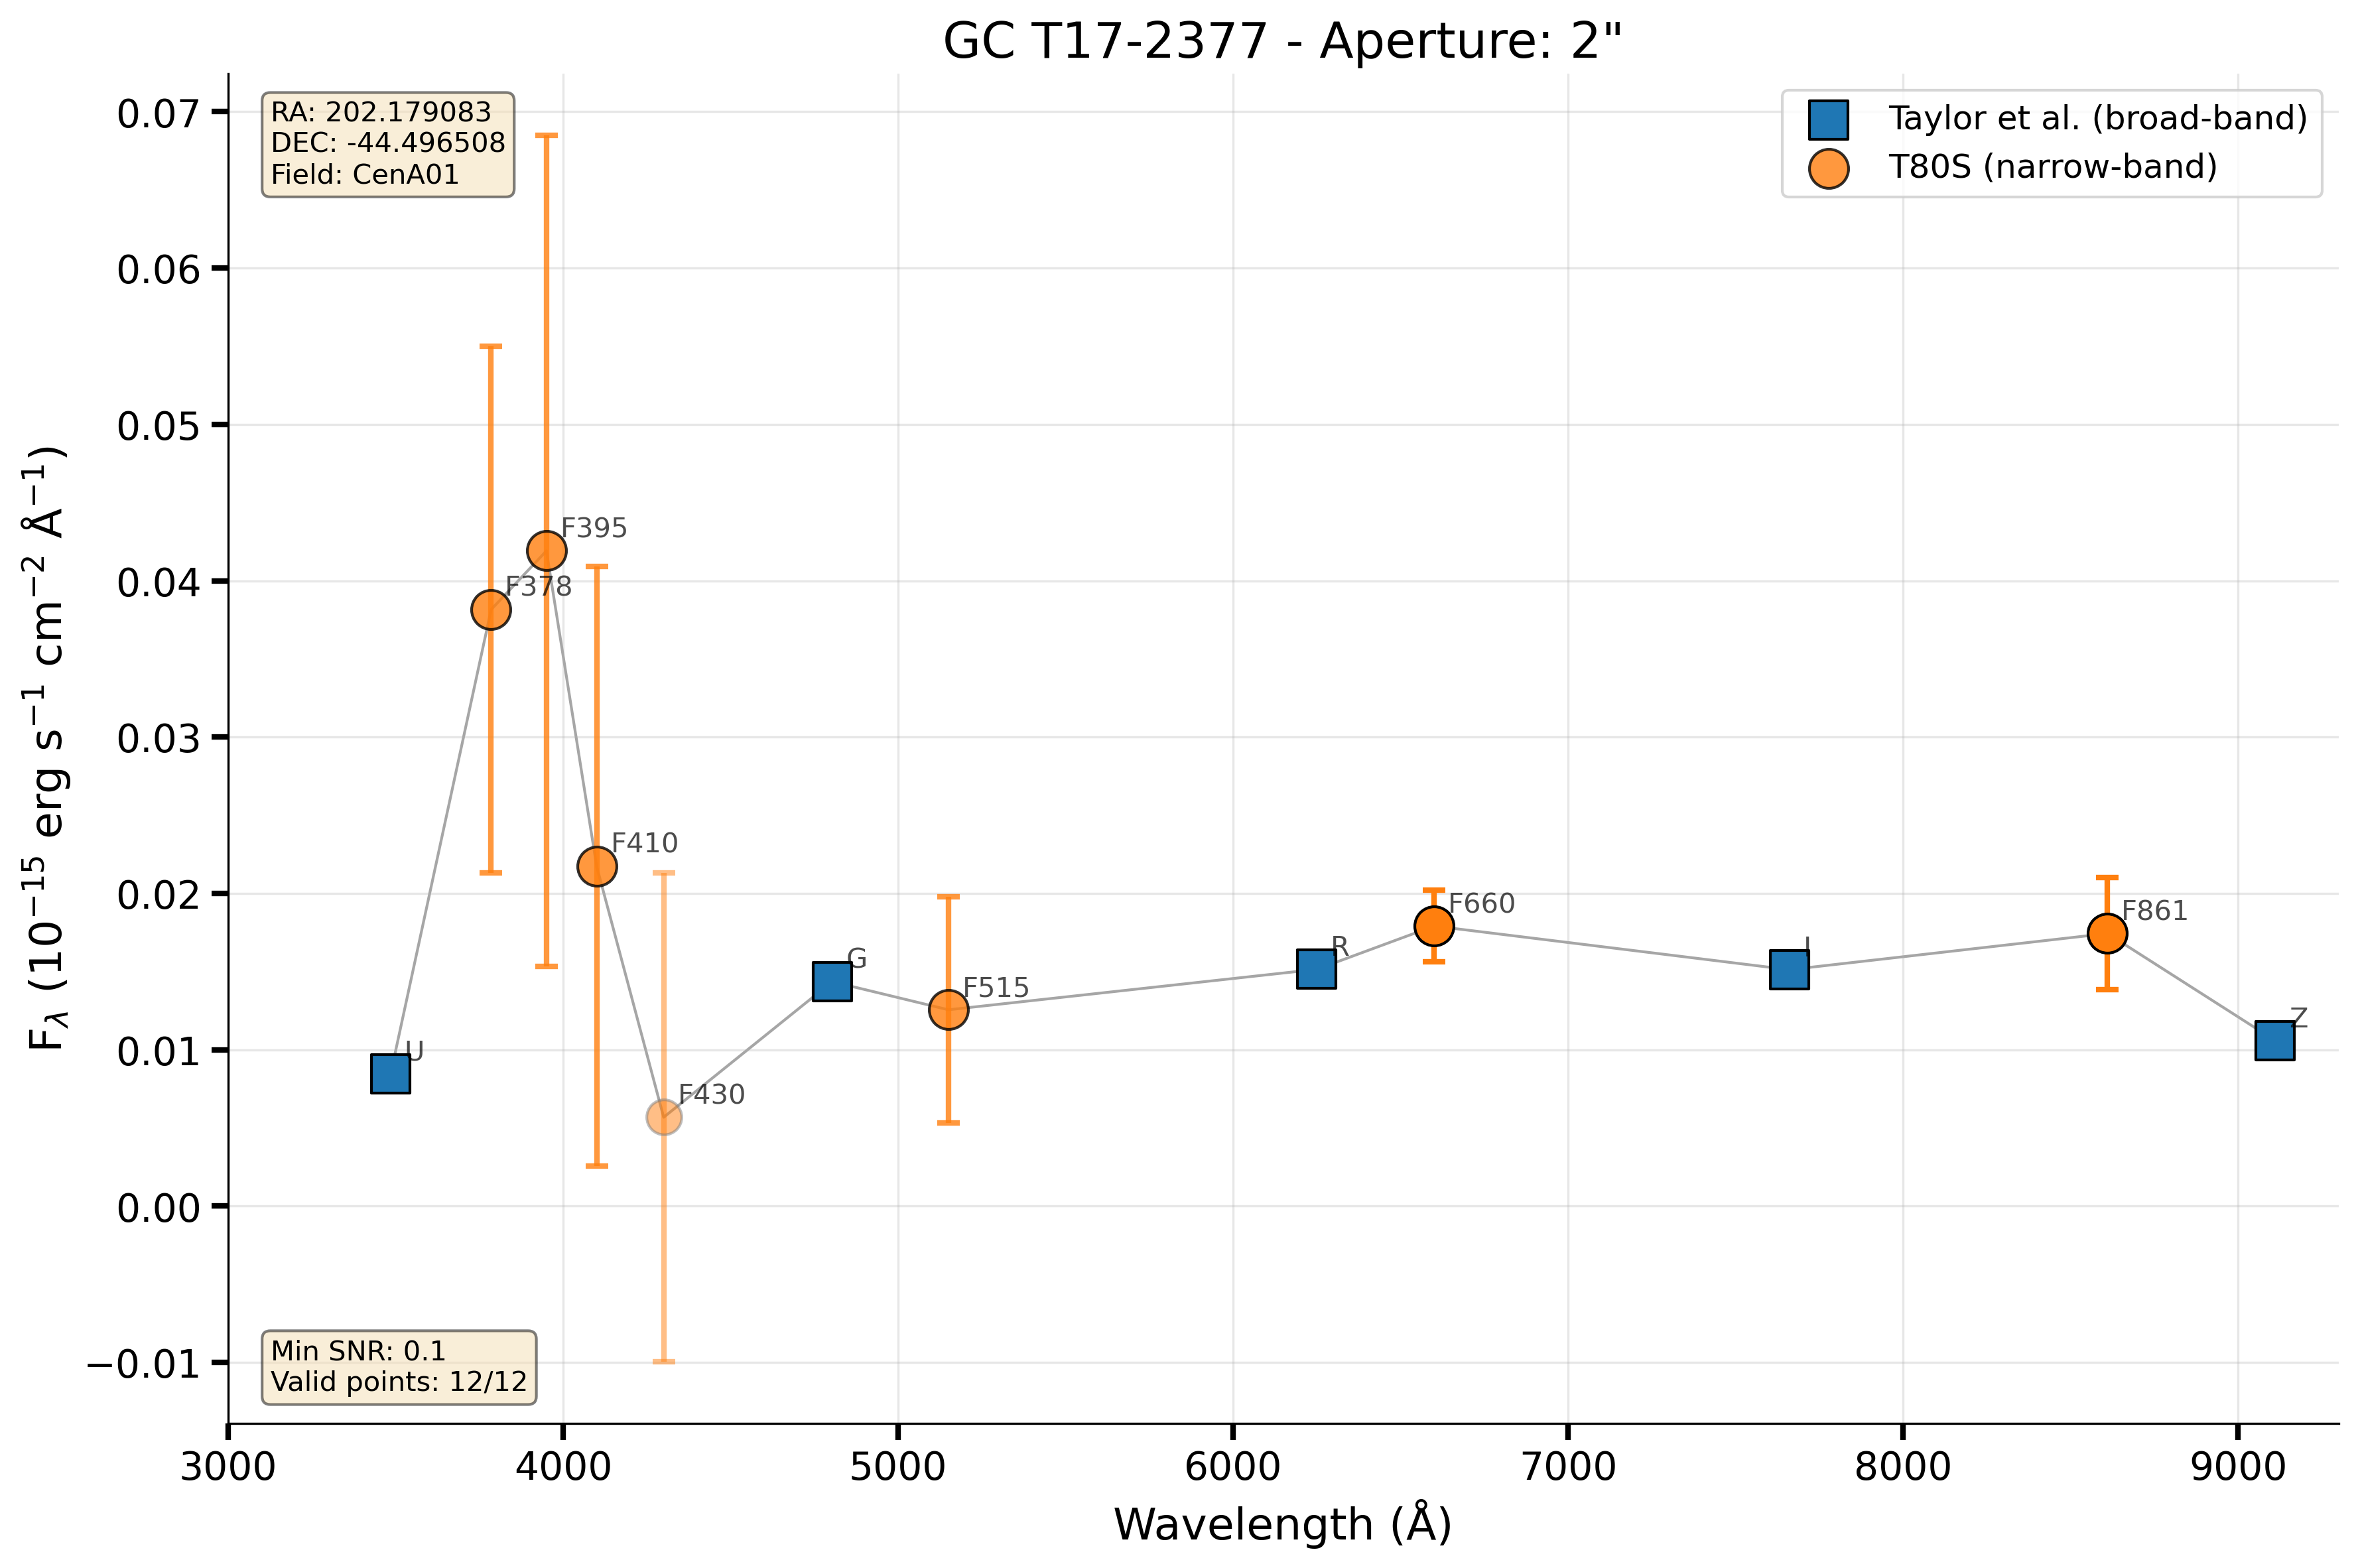 GC T17-2377 - Aperture: 2"
RA: 202.179083
DEC: -44.496508
Field: CenA01
Taylor et al. (broad-band)
T80S (narrow-band)
F_λ (10⁻¹⁵ erg s⁻¹ cm⁻² Å⁻¹)
0.07
0.06
0.05
0.04
0.03
0.02
0.01
0.00
−0.01
U
F378
F395
F410
F430
G
F515
R
F660
I
F861
Z
Min SNR: 0.1
Valid points: 12/12
3000 4000 5000 6000 7000 8000 9000
Wavelength (Å)